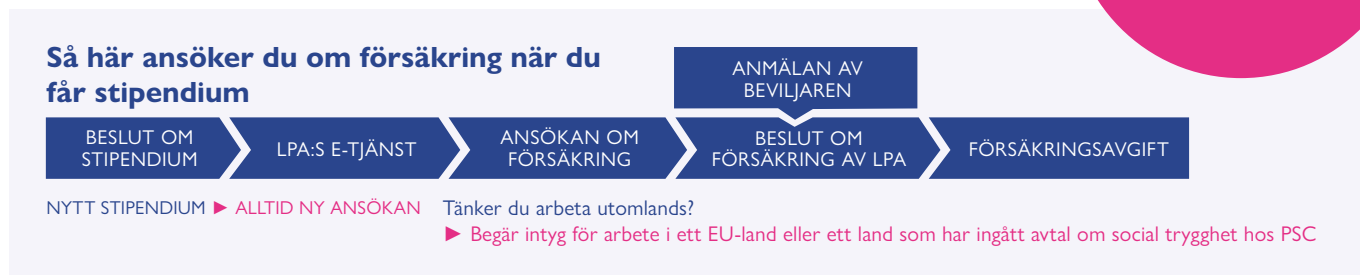 Så här ansöker du om försäkring när du
får stipendium
ANMÄLAN AV
BEVILJAREN
BESLUT OM
STIPENDIUM
LPA:S E-TJÄNST
ANSÖKAN OM
FÖRSÄKRING
BESLUT OM
FÖRSÄKRING AV LPA
FÖRSÄKRINGSAVGIFT
NYTT STIPENDIUM ► ALLTID NY ANSÖKAN
Tänker du arbeta utomlands?
► Begär intyg för arbete i ett EU-land eller ett land som har ingått avtal om social trygghet hos PSC